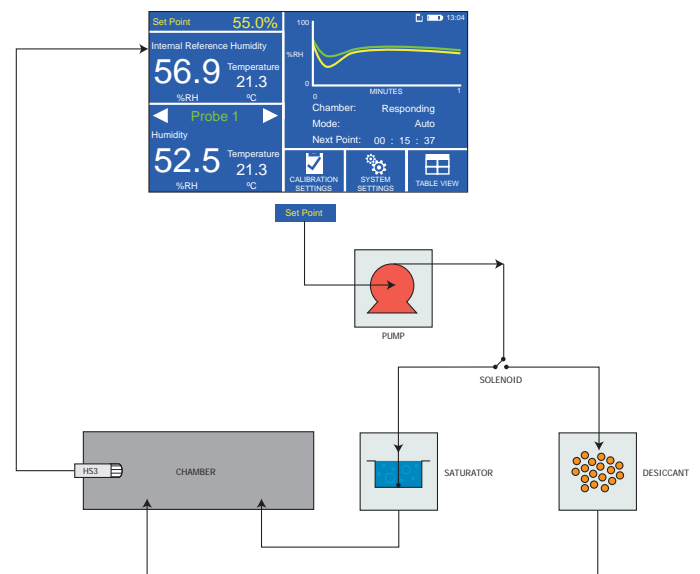 Set Point 55.0%
13:04
Internal Reference Humidity
56.9
%RH
Temperature
21.3
ºC
Probe 1
Humidity
52.5
%RH
Temperature
21.3
ºC
100
%RH
0
0
MINUTES
1
Chamber: Responding
Mode: Auto
Next Point: 00 : 15 : 37
CALIBRATION
SETTINGS
SYSTEM
SETTINGS
TABLE VIEW
Set Point
PUMP
SOLENOID
HS3
CHAMBER
SATURATOR
DESICCANT